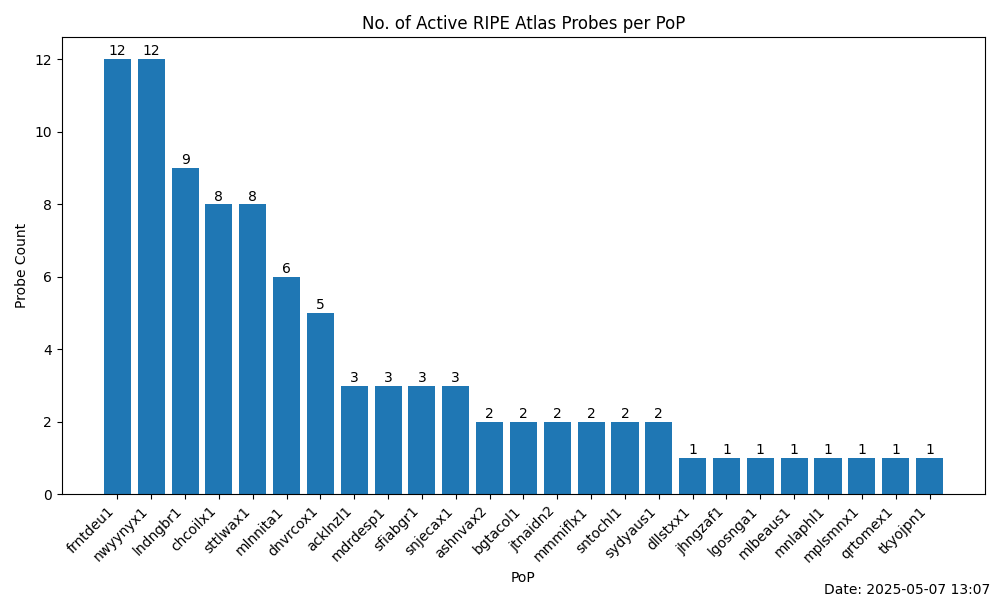 No. of Active RIPE Atlas Probes per PoP
Probe Count
12
10
8
6
4
2
0
12
12
9
8
8
6
5
3
3
3
3
2
2
2
2
2
2
1
1
1
1
1
1
1
1
frntdeu1
nwyynyx1
lndngbr1
chcoilx1
sttlwax1
mlnnita1
dnvrcox1
acklnzl1
mdrdesp1
sfiabgr1
snjecax1
ashnvax2
bgtacol1
jtnaidn2
mmmiflx1
sntochl1
sydyaus1
dllstxx1
jhngzaf1
lgosnga1
mlbeaus1
mnlaphl1
mplsmnx1
qrtomex1
tkyojpn1
PoP
Date: 2025-05-07 13:07